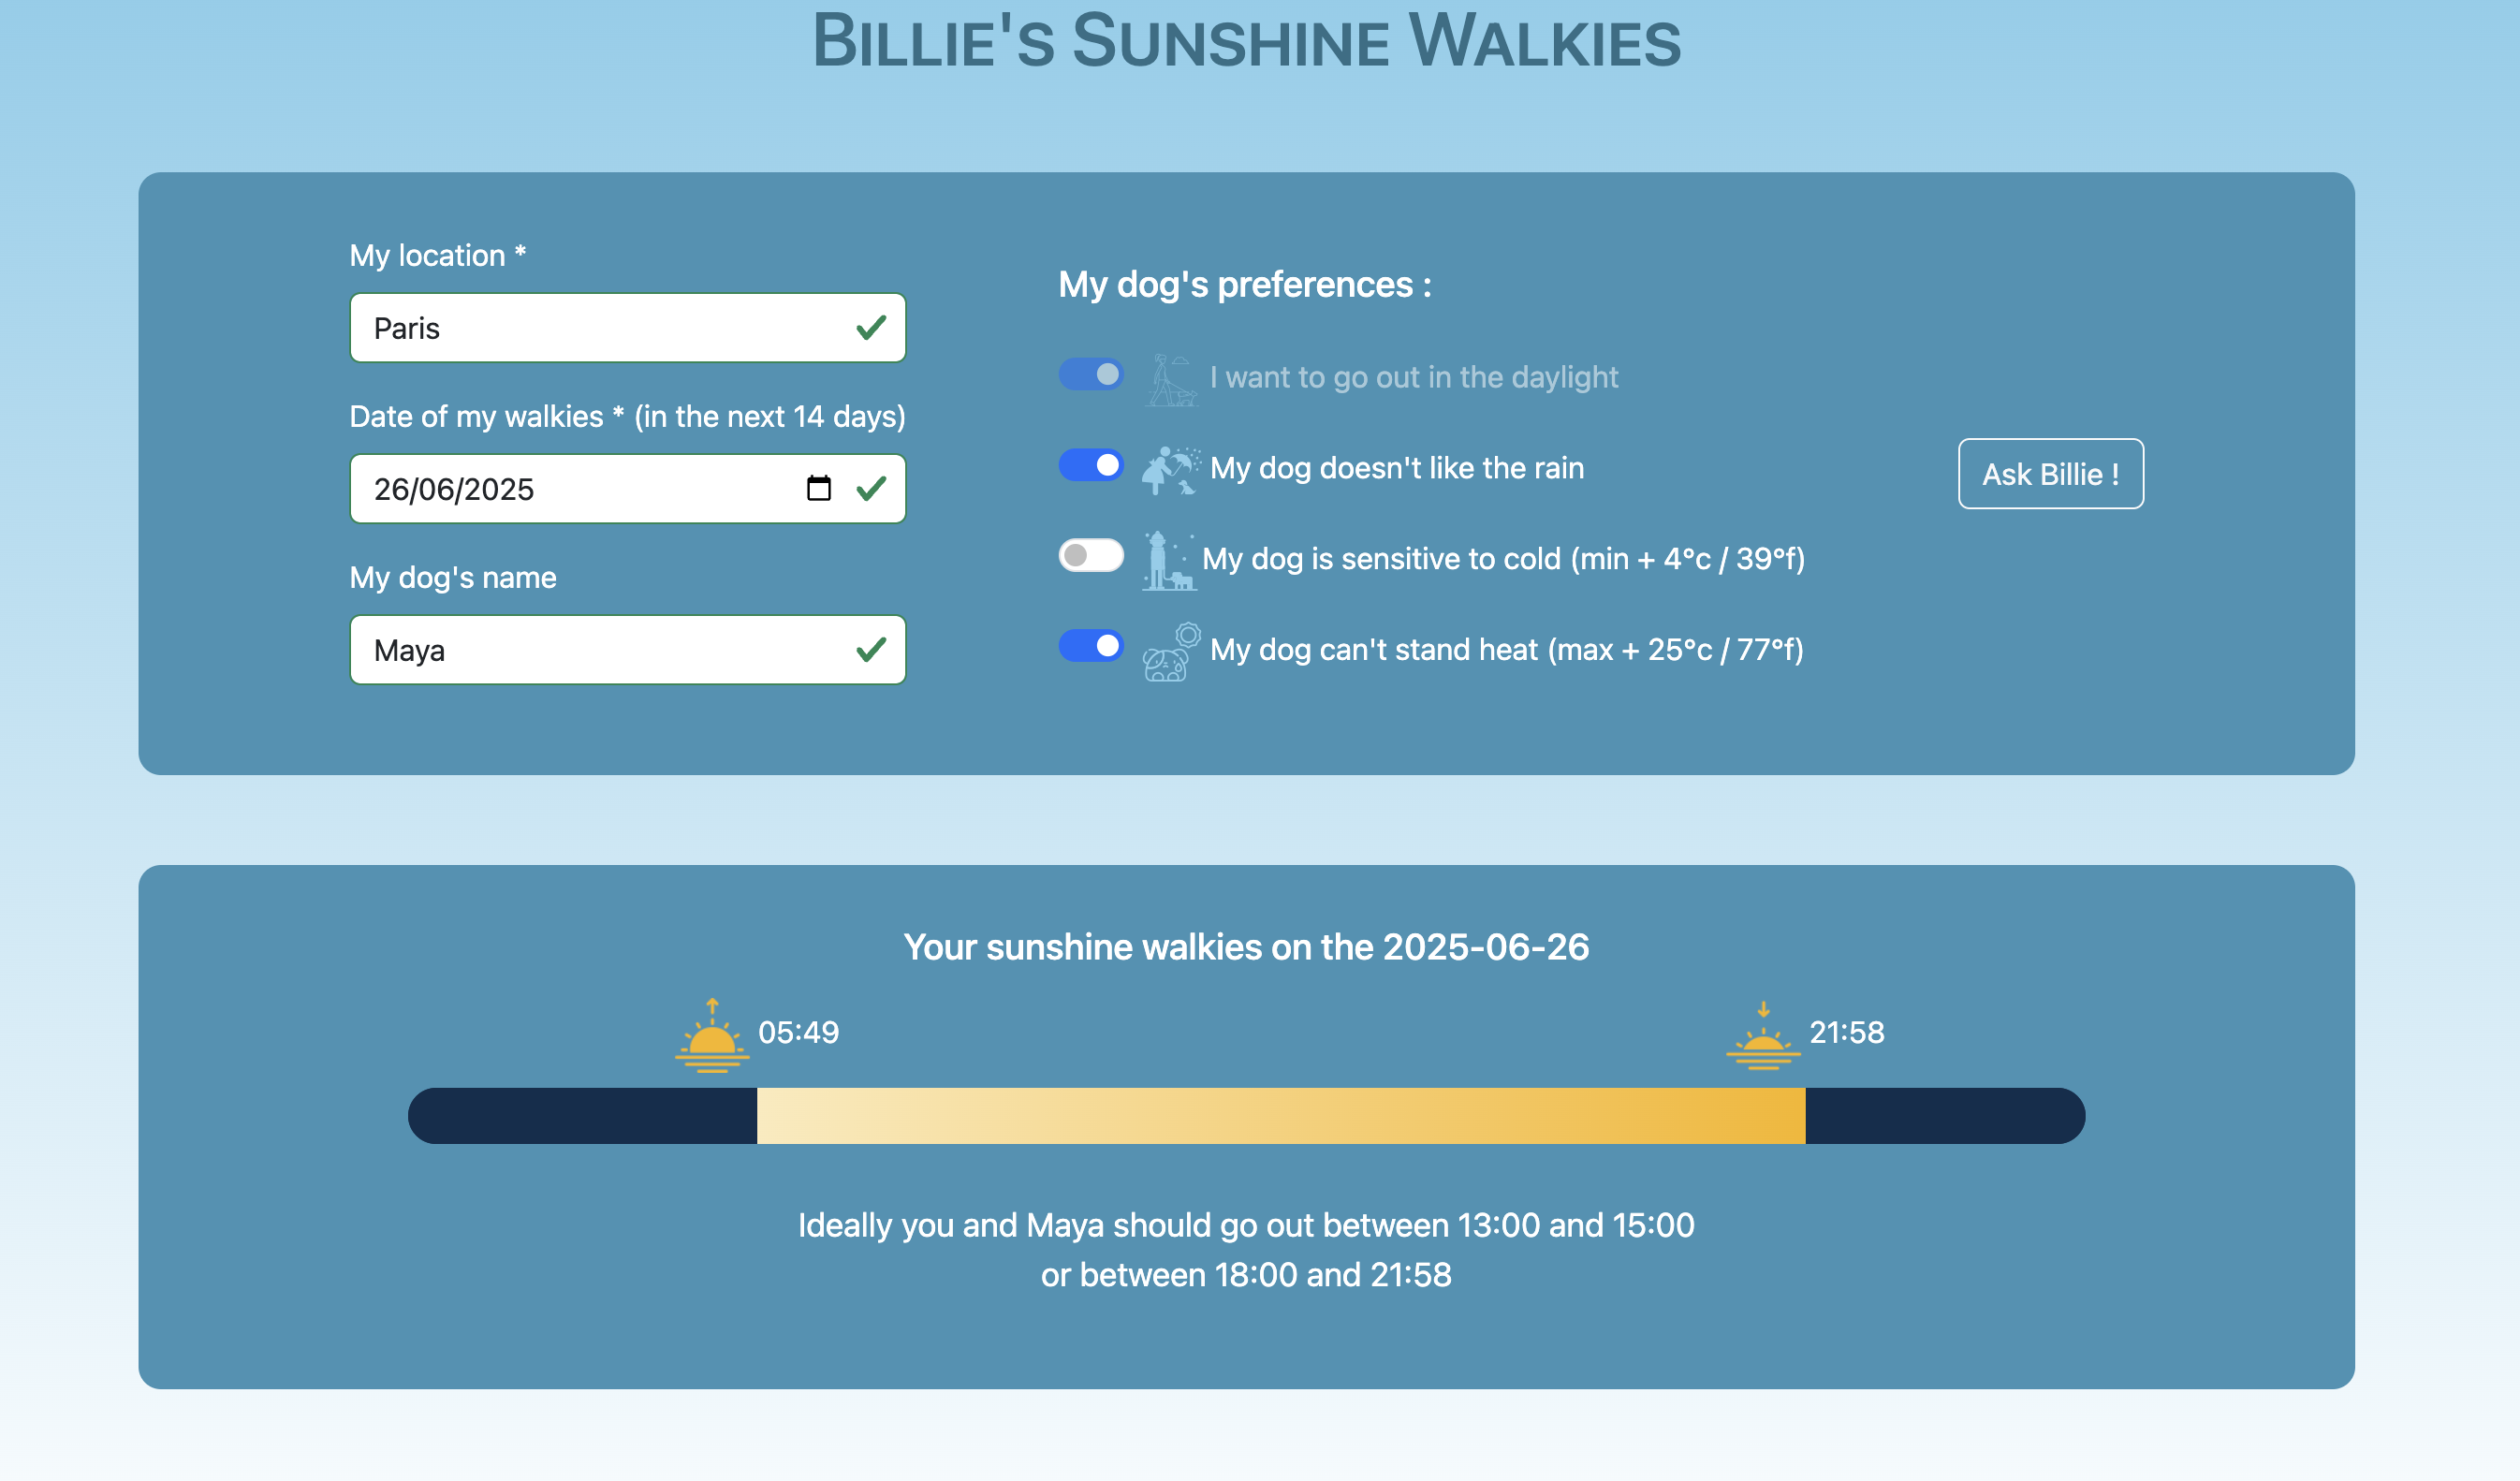 BILLIE'S SUNSHINE WALKIES
My location *
Paris
Date of my walkies * (in the next 14 days)
26/06/2025
My dog's name
Maya
My dog's preferences :
I want to go out in the daylight
My dog doesn't like the rain
My dog is sensitive to cold (min + 4°c / 39°f)
My dog can't stand heat (max + 25°c / 77°f)
Ask Billie !
Your sunshine walkies on the 2025-06-26
05:49
21:58
Ideally you and Maya should go out between 13:00 and 15:00
or between 18:00 and 21:58